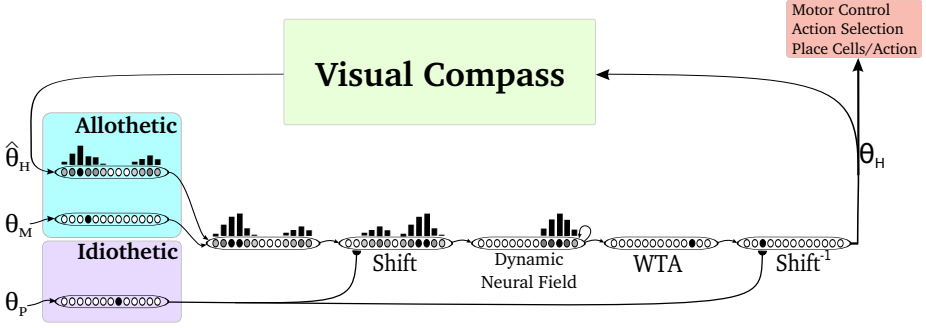 Motor Control
Action Selection
Place Cells/Action
Visual Compass
Allothetic
θ̂H
θM
θH
Idiothetic
θP
Shift
Dynamic
Neural Field
WTA
Shift-1